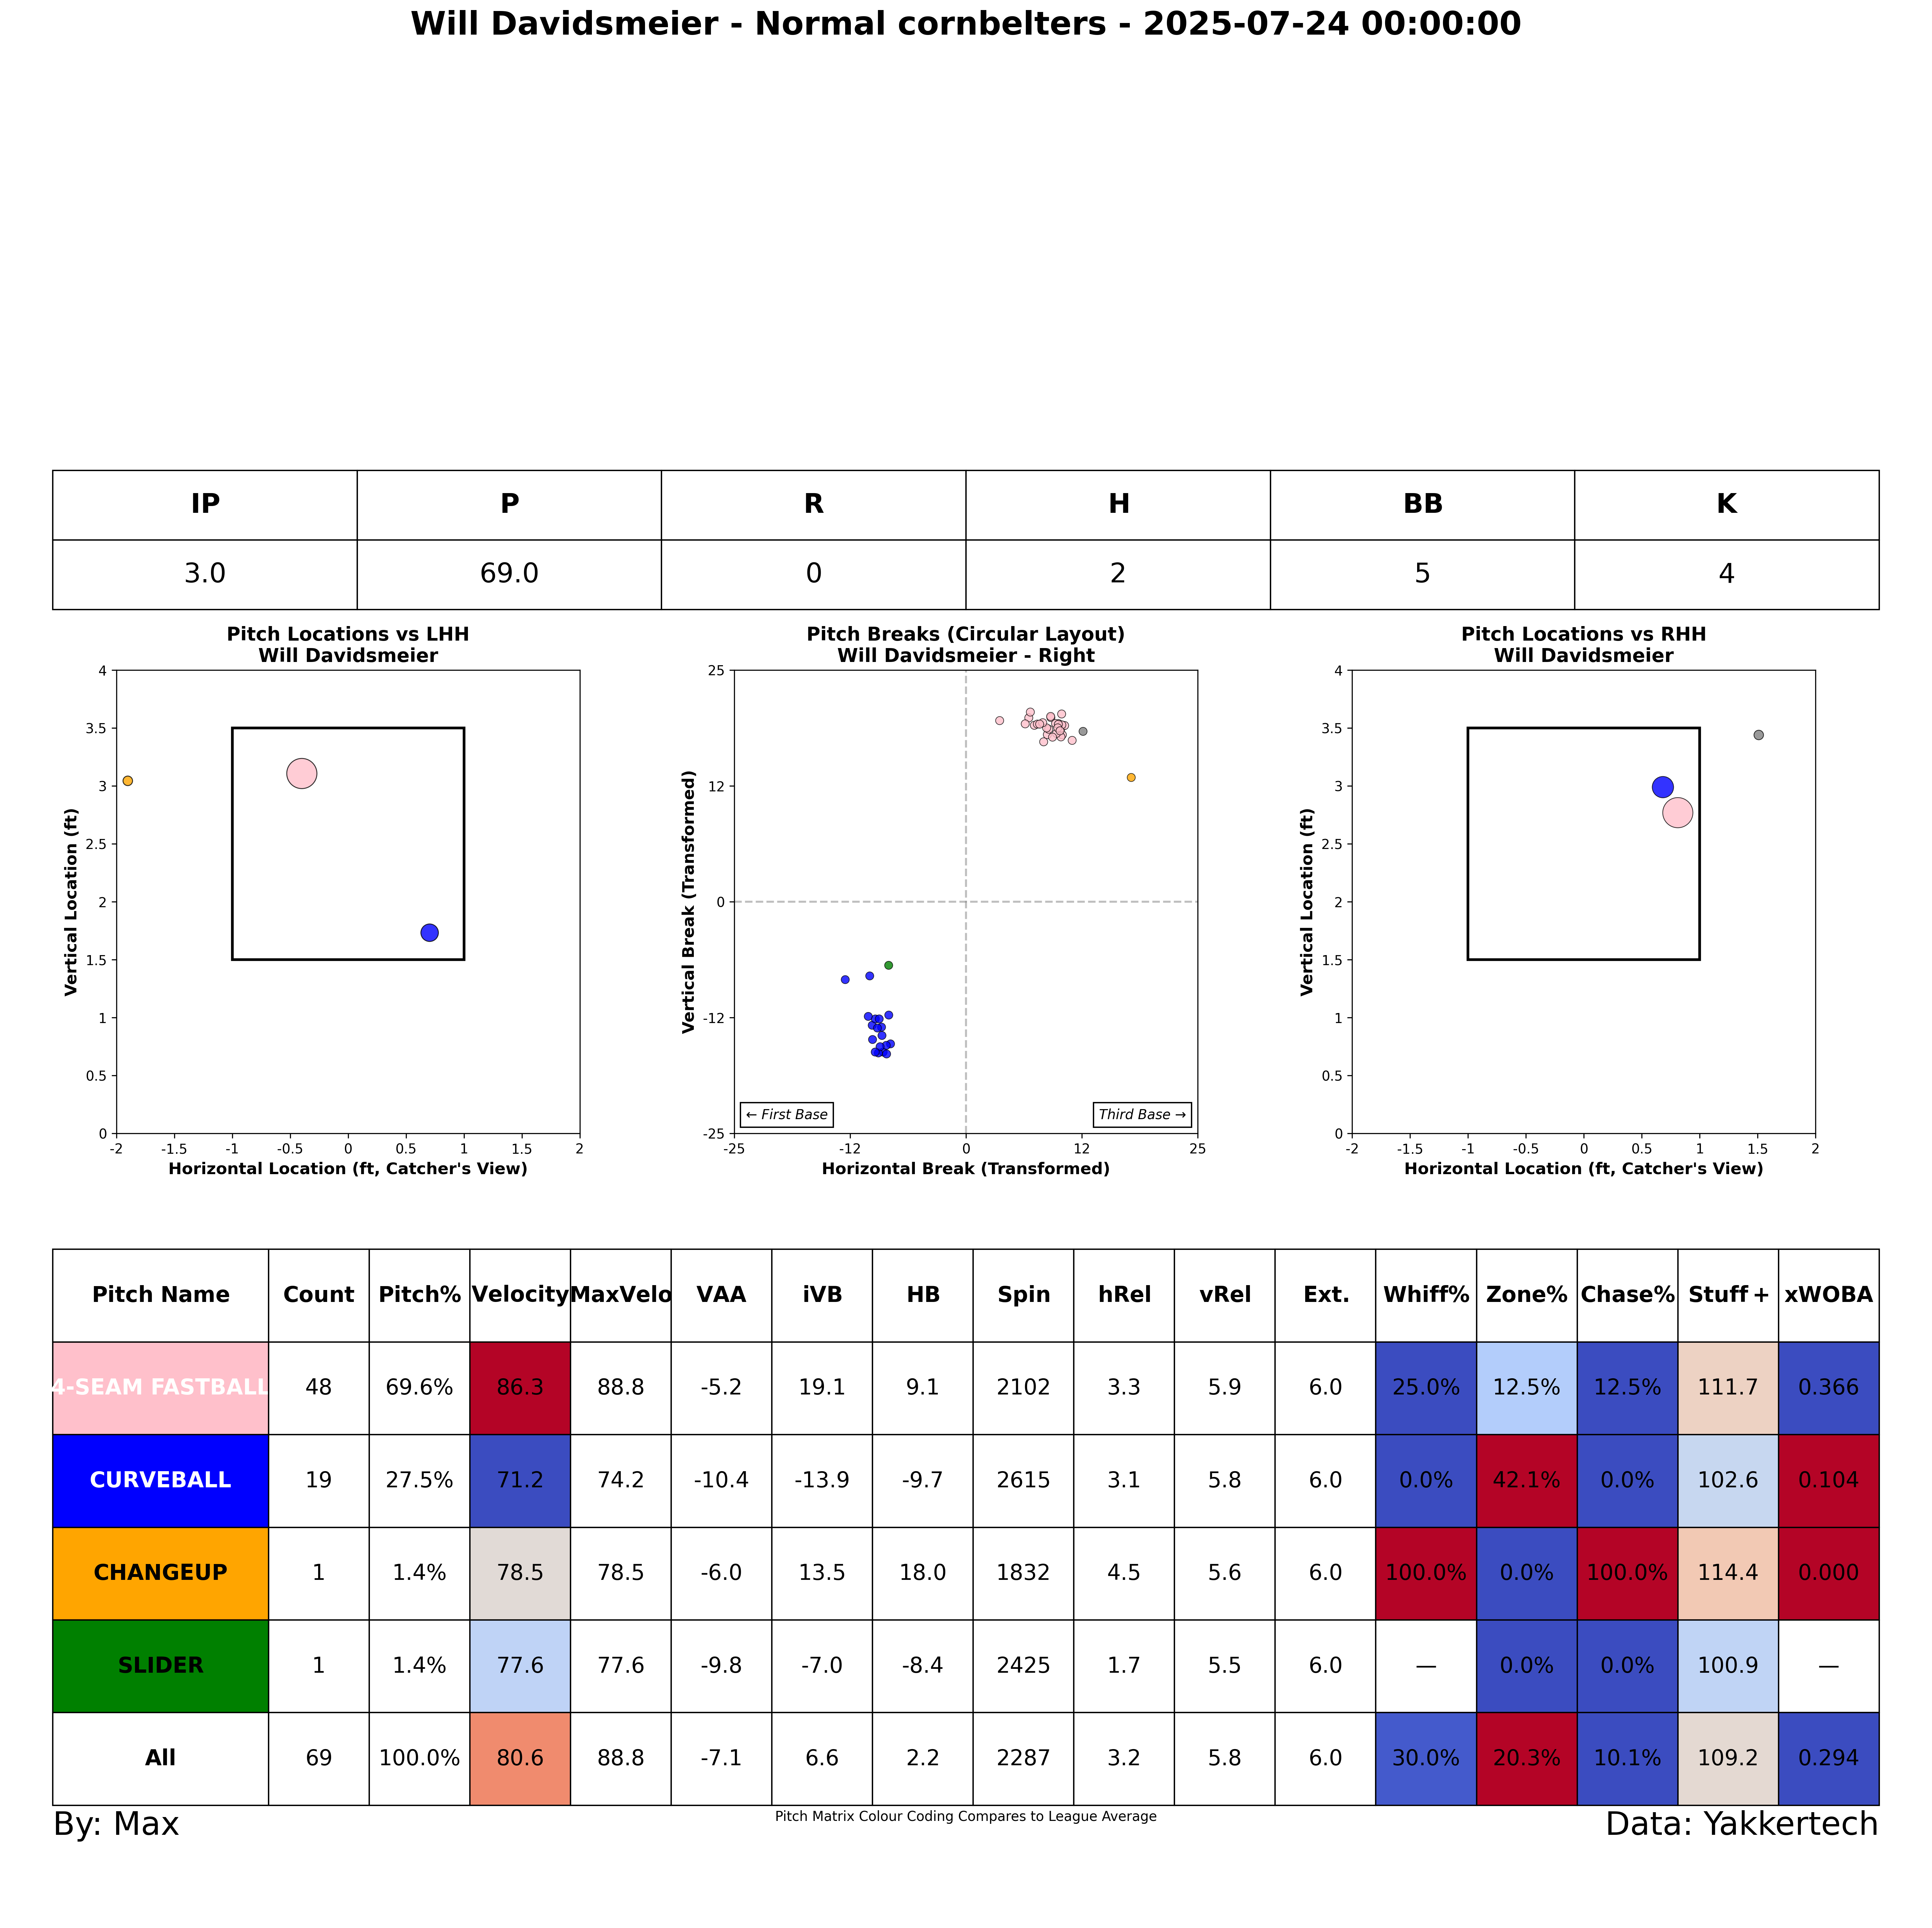 Will Davidsmeier - Normal cornbelters - 2025-07-24 00:00:00
IP P R H BB K
3.0 69.0 0 2 5 4
Pitch Locations vs LHH
Will Davidsmeier
4
3.5
3
2.5
2
1.5
1
0.5
0
-2 -1.5 -1 -0.5 0 0.5 1 1.5 2
Vertical Location (ft)
Horizontal Location (ft, Catcher's View)
Pitch Breaks (Circular Layout)
Will Davidsmeier - Right
25
12
0
-12
-25
-25 -12 0 12 25
Vertical Break (Transformed)
← First Base
Third Base →
Horizontal Break (Transformed)
Pitch Locations vs RHH
Will Davidsmeier
4
3.5
3
2.5
2
1.5
1
0.5
0
-2 -1.5 -1 -0.5 0 0.5 1 1.5 2
Vertical Location (ft)
Horizontal Location (ft, Catcher's View)
Pitch Name Count Pitch% Velocity MaxVelo VAA iVB HB Spin hRel vRel Ext. Whiff% Zone% Chase% Stuff+ xWOBA
4-SEAM FASTBALL 48 69.6% 86.3 88.8 -5.2 19.1 9.1 2102 3.3 5.9 6.0 25.0% 12.5% 12.5% 111.7 0.366
CURVEBALL 19 27.5% 71.2 74.2 -10.4 -13.9 -9.7 2615 3.1 5.8 6.0 0.0% 42.1% 0.0% 102.6 0.104
CHANGEUP 1 1.4% 78.5 78.5 -6.0 13.5 18.0 1832 4.5 5.6 6.0 100.0% 0.0% 100.0% 114.4 0.000
SLIDER 1 1.4% 77.6 77.6 -9.8 -7.0 -8.4 2425 1.7 5.5 6.0 — 0.0% 0.0% 100.9 —
All 69 100.0% 80.6 88.8 -7.1 6.6 2.2 2287 3.2 5.8 6.0 30.0% 20.3% 10.1% 109.2 0.294
By: Max
Pitch Matrix Colour Coding Compares to League Average
Data: Yakkertech